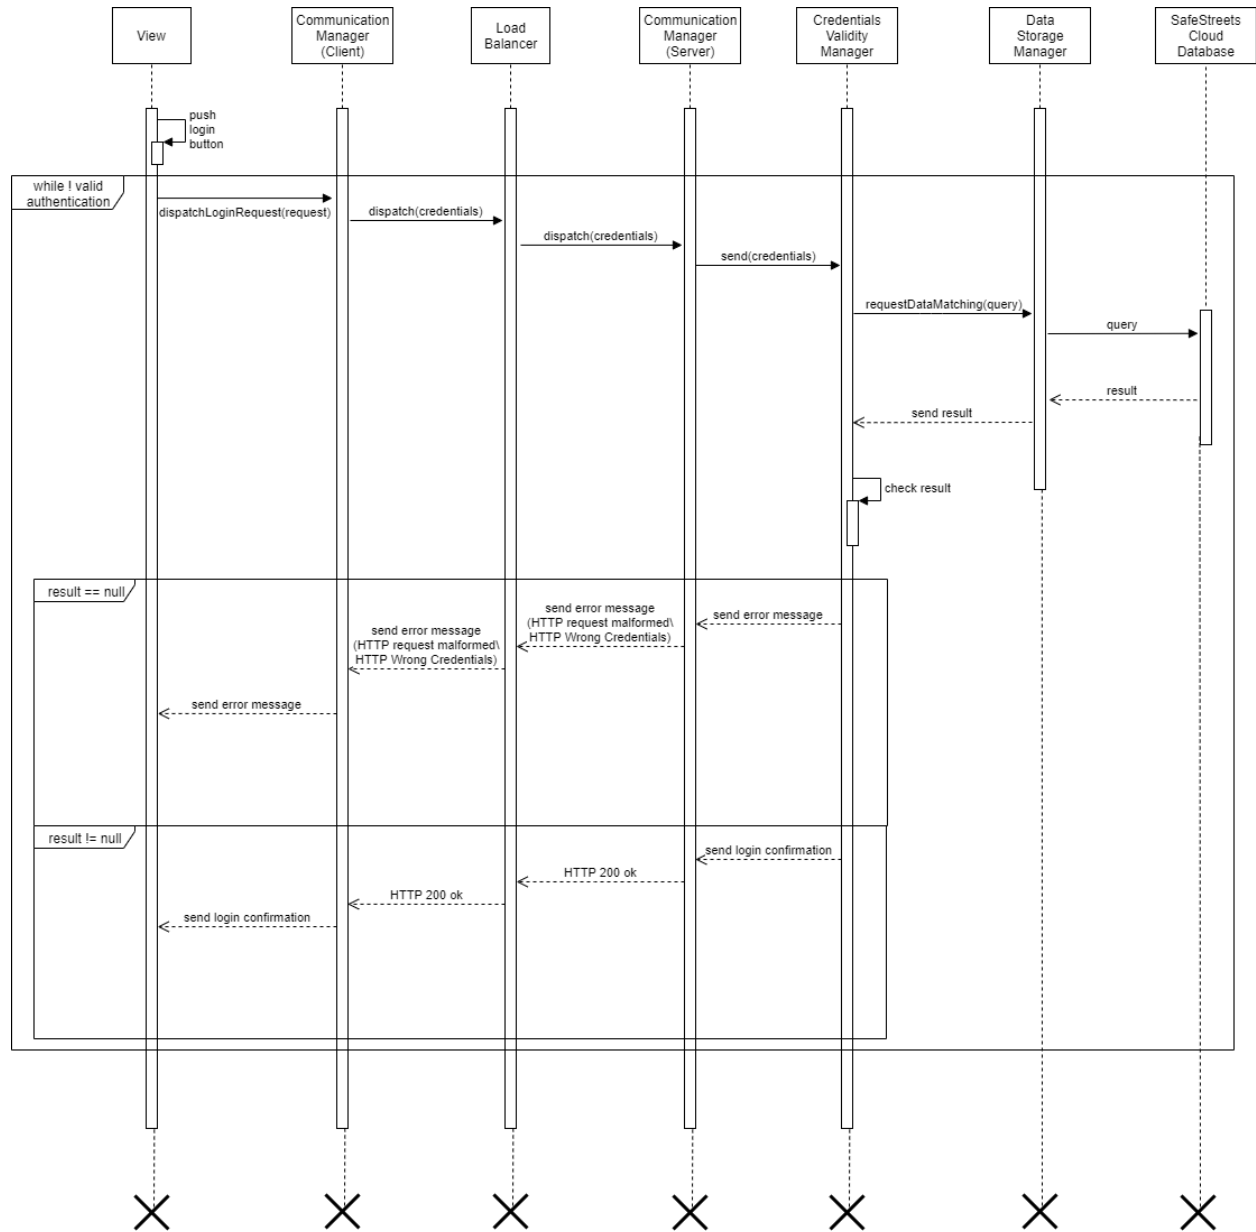 View
Communication
Manager
(Client)
Load
Balancer
Communication
Manager
(Server)
Credentials
Validity
Manager
Data
Storage
Manager
SafeStreets
Cloud
Database
push
login
button
while ! valid
authentication
dispatchLoginRequest(request)
dispatch(credentials)
dispatch(credentials)
send(credentials)
requestDataMatching(query)
query
result
send result
check result
result == null
send error message
send error message
(HTTP request malformed\
HTTP Wrong Credentials)
send error message
(HTTP request malformed\
HTTP Wrong Credentials)
send error message
result != null
send login confirmation
HTTP 200 ok
HTTP 200 ok
send login confirmation